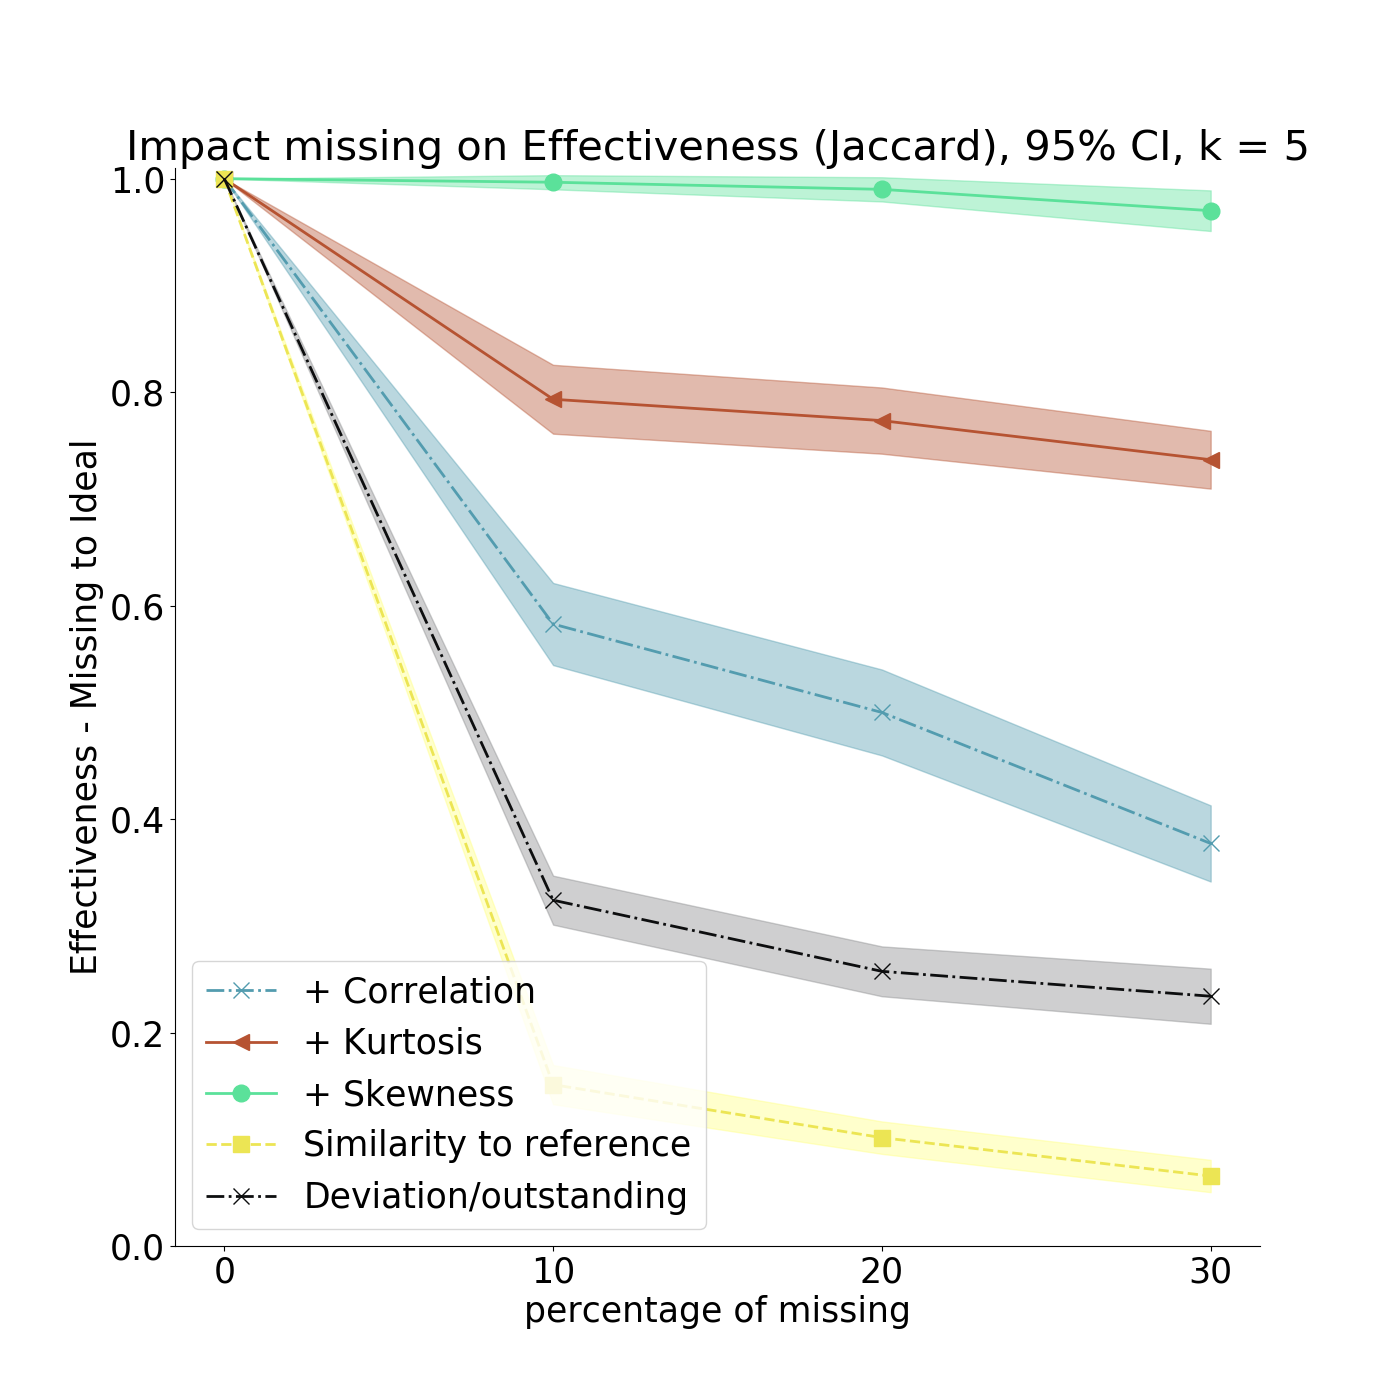 Impact missing on Effectiveness (Jaccard), 95% CI, k = 5
Effectiveness - Missing to Ideal
1.0
0.8
0.6
0.4
0.2
0.0
+ Correlation
+ Kurtosis
+ Skewness
Similarity to reference
Deviation/outstanding
0 10 20 30
percentage of missing